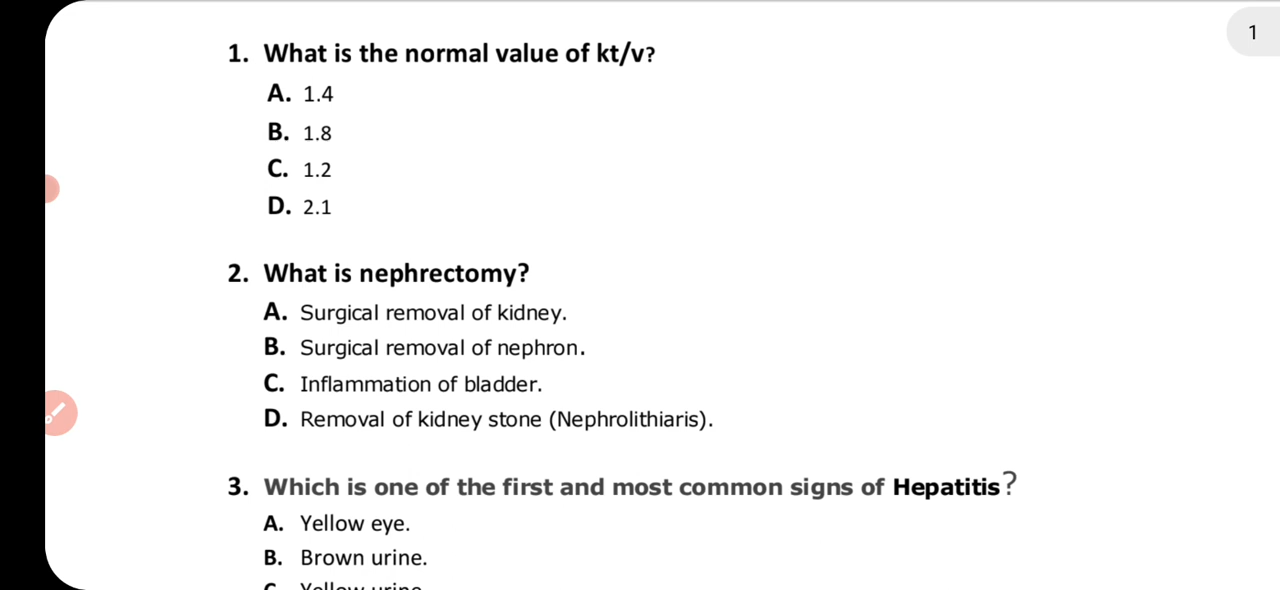 1
1. What is the normal value of kt/v?
A. 1.4
B. 1.8
C. 1.2
D. 2.1
2. What is nephrectomy?
A. Surgical removal of kidney.
B. Surgical removal of nephron.
C. Inflammation of bladder.
D. Removal of kidney stone (Nephrolithiaris).
3. Which is one of the first and most common signs of Hepatitis?
A. Yellow eye.
B. Brown urine.
C. Yellow urine